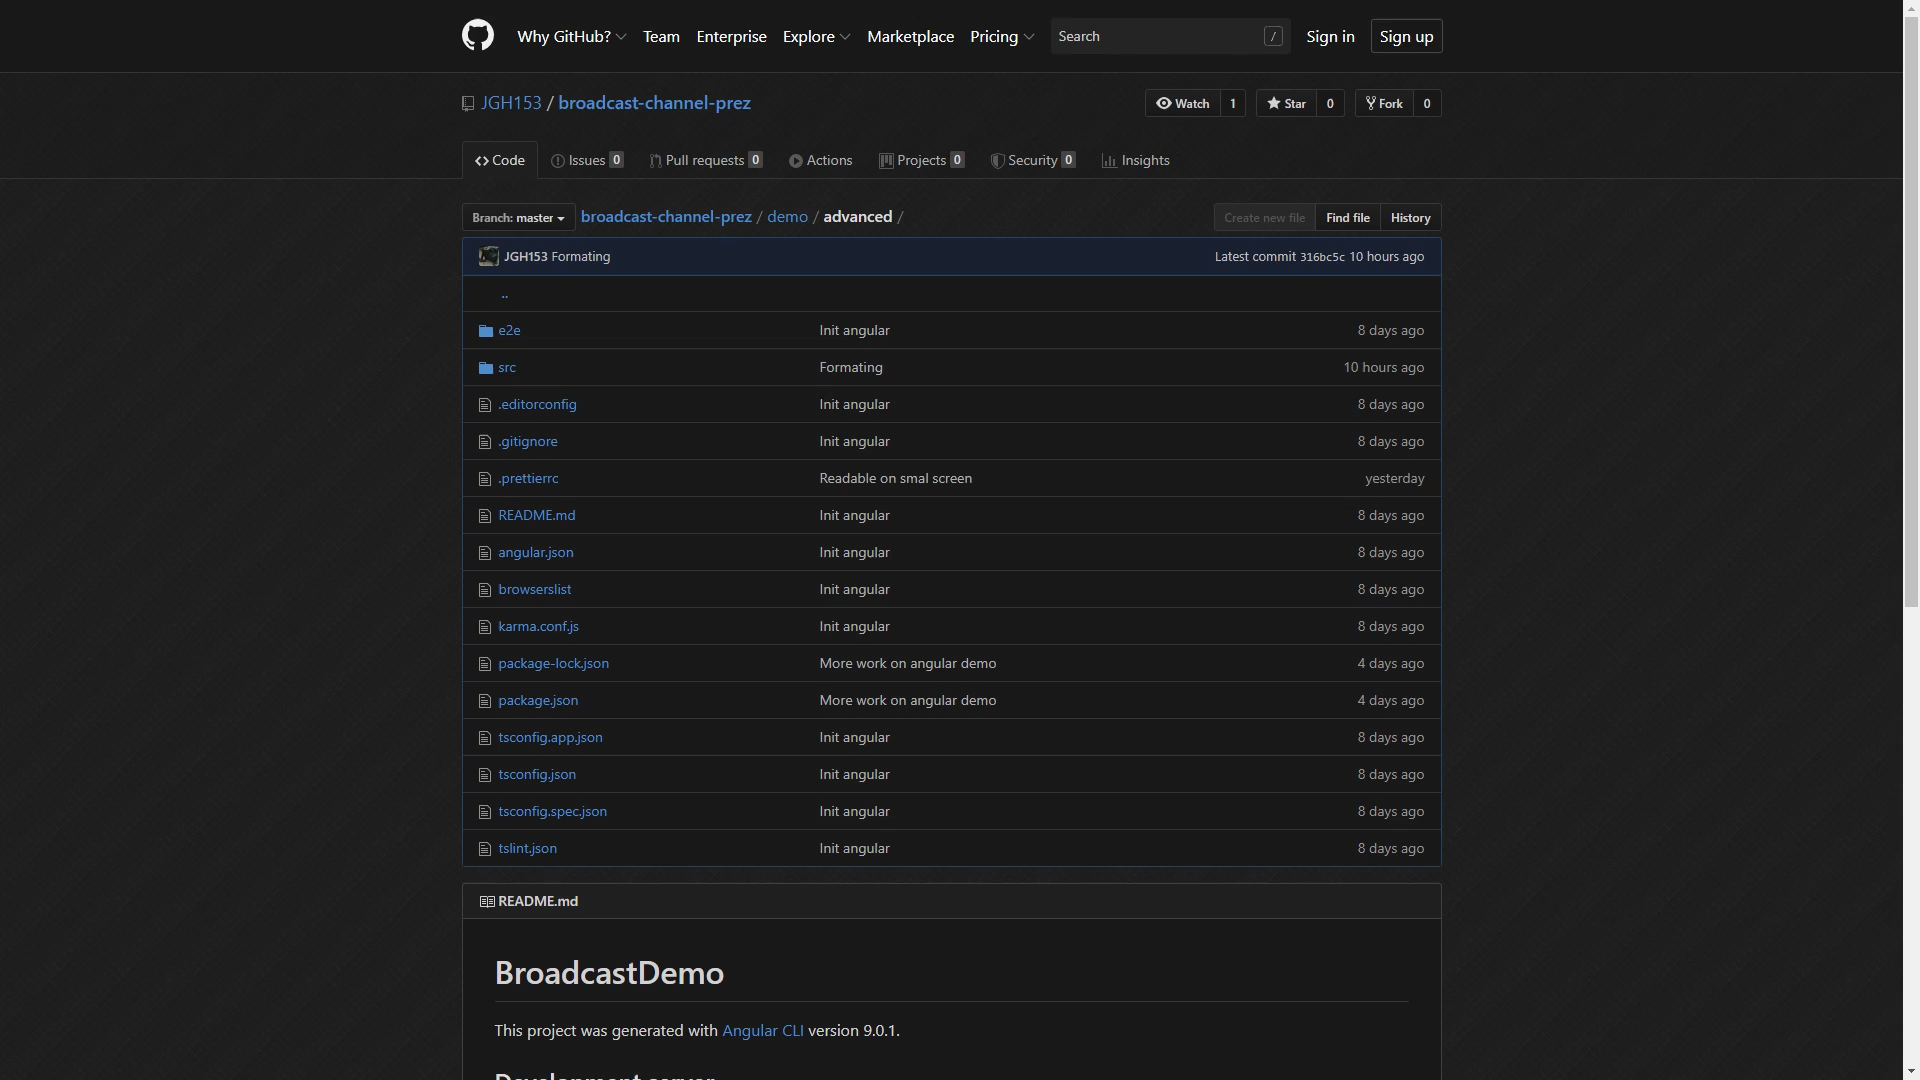 Why GitHub? Team Enterprise Explore Marketplace Pricing Search / Sign in Sign up
JGH153 / broadcast-channel-prez Watch 1 Star 0 Fork 0
Code Issues 0 Pull requests 0 Actions Projects 0 Security 0 Insights
Branch: master broadcast-channel-prez / demo / advanced / Create new file Find file History
JGH153 Formating Latest commit 316bc5c 10 hours ago
..
e2e Init angular 8 days ago
src Formating 10 hours ago
.editorconfig Init angular 8 days ago
.gitignore Init angular 8 days ago
.prettierrc Readable on smal screen yesterday
README.md Init angular 8 days ago
angular.json Init angular 8 days ago
browserslist Init angular 8 days ago
karma.conf.js Init angular 8 days ago
package-lock.json More work on angular demo 4 days ago
package.json More work on angular demo 4 days ago
tsconfig.app.json Init angular 8 days ago
tsconfig.json Init angular 8 days ago
tsconfig.spec.json Init angular 8 days ago
tslint.json Init angular 8 days ago
README.md
BroadcastDemo
This project was generated with Angular CLI version 9.0.1.
Development server